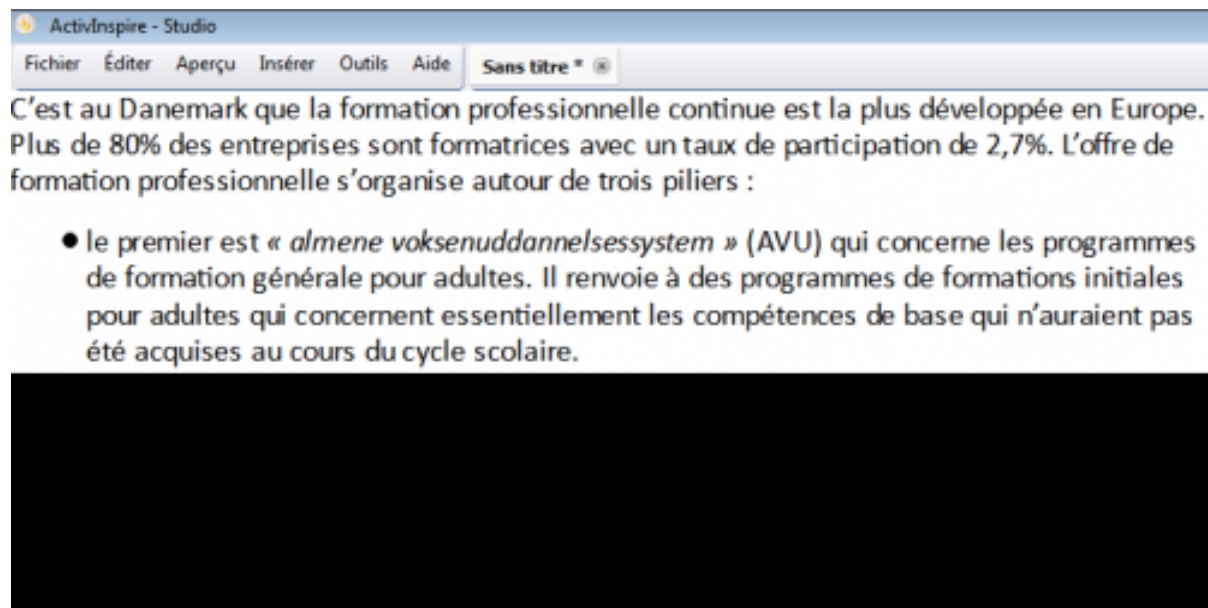 ActivInspire - Studio
Fichier Éditer Aperçu Insérer Outils Aide Sans titre *
C'est au Danemark que la formation professionnelle continue est la plus développée en Europe.
Plus de 80% des entreprises sont formatrices avec un taux de participation de 2,7%. L'offre de
formation professionnelle s'organise autour de trois piliers :
● le premier est « almene voksenuddannelsessystem » (AVU) qui concerne les programmes
de formation générale pour adultes. Il renvoie à des programmes de formations initiales
pour adultes qui concernent essentiellement les compétences de base qui n'auraient pas
été acquises au cours du cycle scolaire.